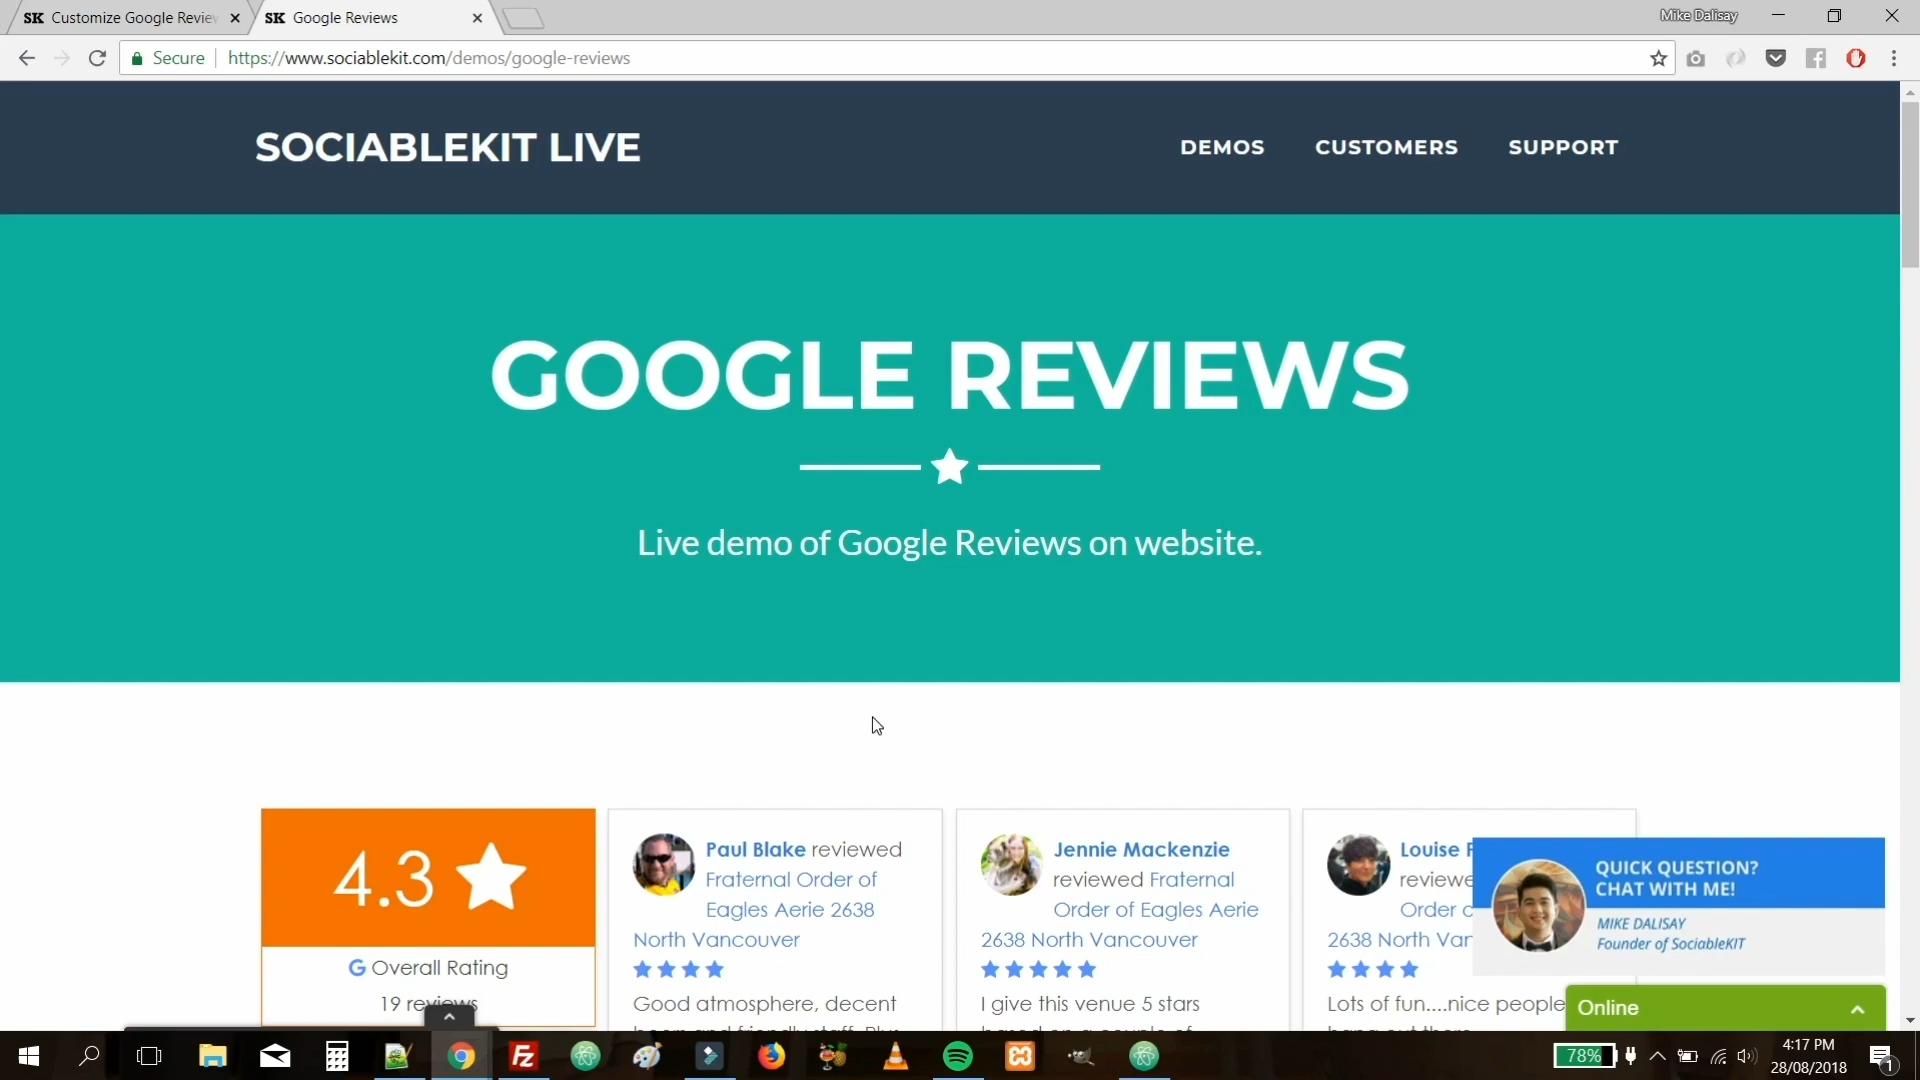 SK Customize Google Review
SK Google Reviews
Mike Dalisay
Secure https://www.sociablekit.com/demos/google-reviews
SOCIABLEKIT LIVE
DEMOS CUSTOMERS SUPPORT
GOOGLE REVIEWS
Live demo of Google Reviews on website.
4.3
G Overall Rating
19 reviews
Paul Blake reviewed
Fraternal Order of
Eagles Aerie 2638
North Vancouver
Good atmosphere, decent
Jennie Mackenzie
reviewed Fraternal
Order of Eagles Aerie
2638 North Vancouver
I give this venue 5 stars
Louise
Order
2638 North
Lots of fun....nice people
QUICK QUESTION?
CHAT WITH ME!
MIKE DALISAY
Founder of SociableKIT
Online
Fz
78%
4:17 PM
28/08/2018
1